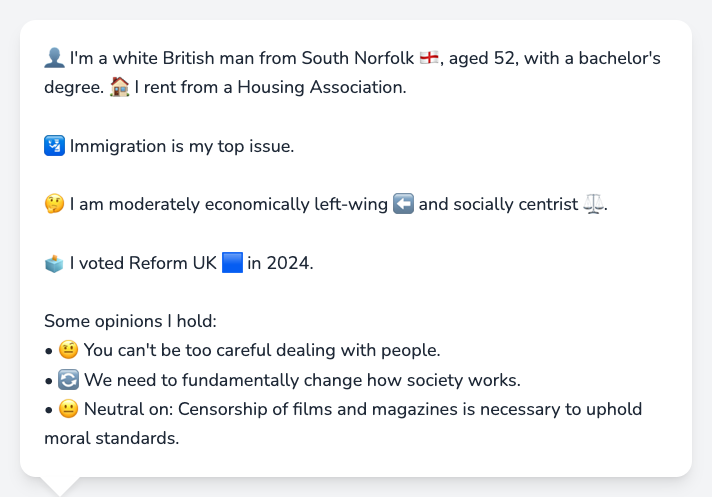 👤 I'm a white British man from South Norfolk 🏴󠁧󠁢󠁥󠁮󠁧󠁿, aged 52, with a bachelor's
degree. 🏠 I rent from a Housing Association.
🛂 Immigration is my top issue.
🤔 I am moderately economically left-wing ⬅️ and socially centrist ⚖️.
🗳️ I voted Reform UK 🟦 in 2024.
Some opinions I hold:
• 🤨 You can't be too careful dealing with people.
• 🔄 We need to fundamentally change how society works.
• 😐 Neutral on: Censorship of films and magazines is necessary to uphold
moral standards.